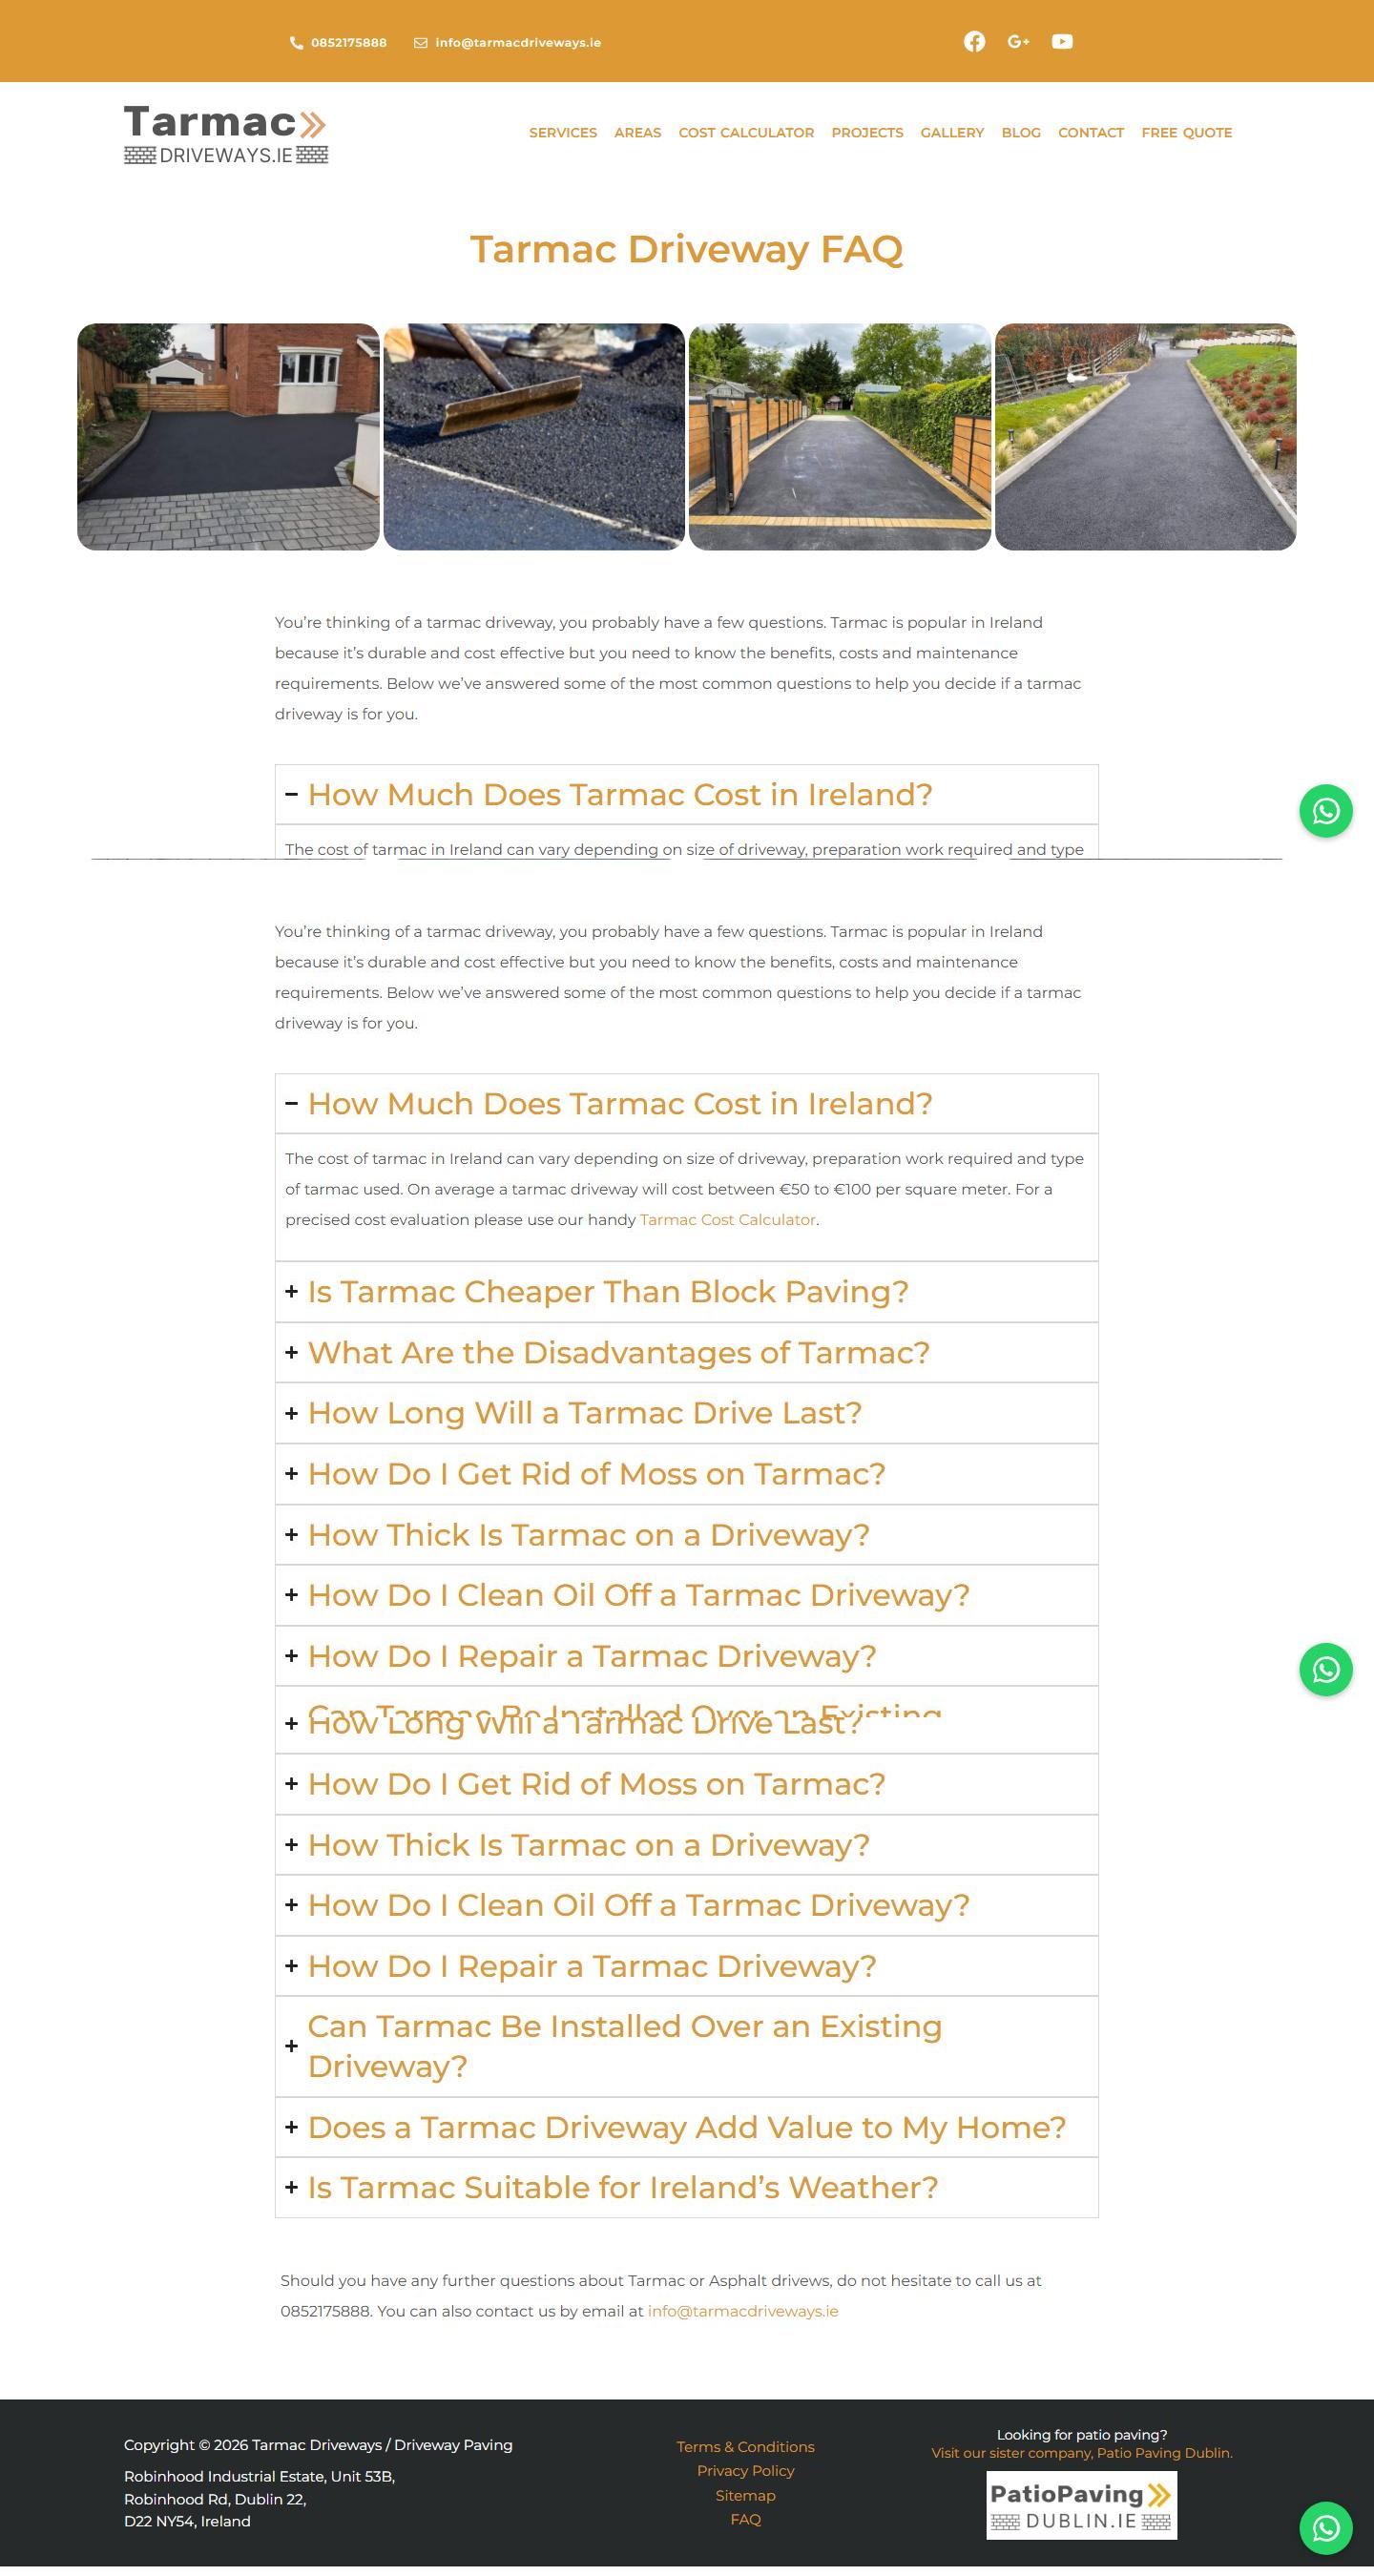 0852175888
info@tarmacdriveways.ie
Tarmac
DRIVEWAYS.IE
SERVICES AREAS COST CALCULATOR PROJECTS GALLERY BLOG CONTACT FREE QUOTE
Tarmac Driveway FAQ
You’re thinking of a tarmac driveway, you probably have a few questions. Tarmac is popular in Ireland
because it’s durable and cost effective but you need to know the benefits, costs and maintenance
requirements. Below we’ve answered some of the most common questions to help you decide if a tarmac
driveway is for you.
How Much Does Tarmac Cost in Ireland?
The cost of tarmac in Ireland can vary depending on size of driveway, preparation work required and type
You’re thinking of a tarmac driveway, you probably have a few questions. Tarmac is popular in Ireland
because it’s durable and cost effective but you need to know the benefits, costs and maintenance
requirements. Below we’ve answered some of the most common questions to help you decide if a tarmac
driveway is for you.
How Much Does Tarmac Cost in Ireland?
The cost of tarmac in Ireland can vary depending on size of driveway, preparation work required and type
of tarmac used. On average a tarmac driveway will cost between €50 to €100 per square meter. For a
precised cost evaluation please use our handy Tarmac Cost Calculator.
Is Tarmac Cheaper Than Block Paving?
What Are the Disadvantages of Tarmac?
How Long Will a Tarmac Drive Last?
How Do I Get Rid of Moss on Tarmac?
How Thick Is Tarmac on a Driveway?
How Do I Clean Oil Off a Tarmac Driveway?
How Do I Repair a Tarmac Driveway?
Can Tarmac Be Installed Over an Existing
How Long Will a Tarmac Drive Last?
How Do I Get Rid of Moss on Tarmac?
How Thick Is Tarmac on a Driveway?
How Do I Clean Oil Off a Tarmac Driveway?
How Do I Repair a Tarmac Driveway?
Can Tarmac Be Installed Over an Existing
Driveway?
Does a Tarmac Driveway Add Value to My Home?
Is Tarmac Suitable for Ireland’s Weather?
Should you have any further questions about Tarmac or Asphalt drivews, do not hesitate to call us at
0852175888. You can also contact us by email at info@tarmacdriveways.ie
Copyright © 2026 Tarmac Driveways / Driveway Paving
Robinhood Industrial Estate, Unit 53B,
Robinhood Rd, Dublin 22,
D22 NY54, Ireland
Terms & Conditions
Privacy Policy
Sitemap
FAQ
Looking for patio paving?
Visit our sister company, Patio Paving Dublin.
PatioPaving
DUBLIN.IE